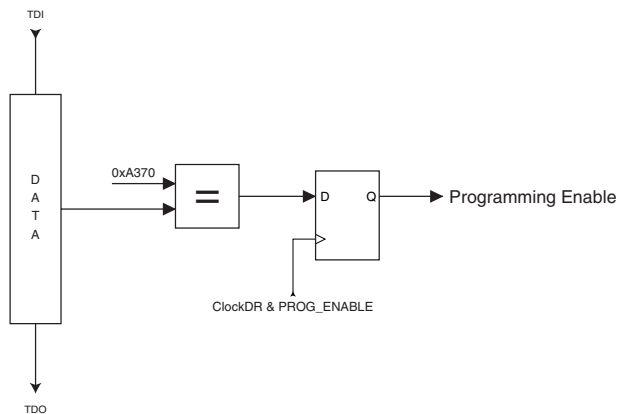 TDI
D
A
T
A
0xA370
=
D Q
Programming Enable
ClockDR & PROG_ENABLE
TDO